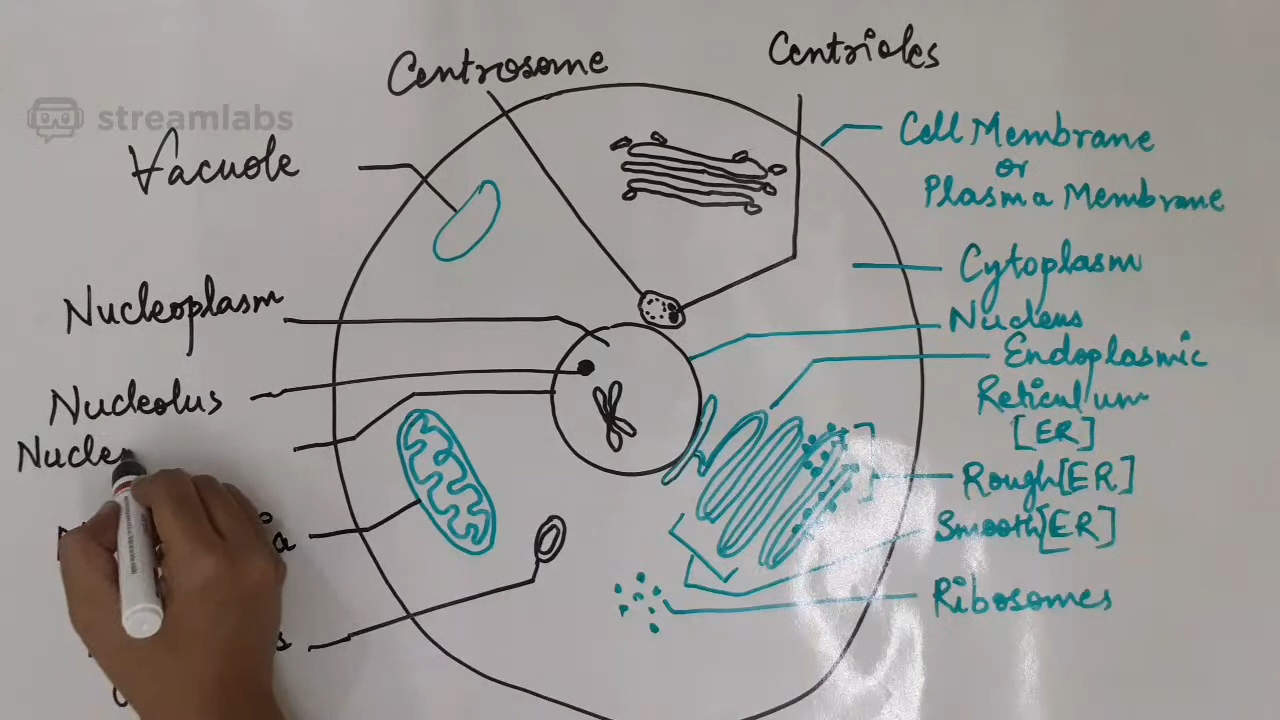 Centrosome
Centrioles
streamlabs
Vacuole
Cell Membrane
or
Plasma Membrane
Nucleoplasm
Cytoplasm
Nucleus
Endoplasmic
Reticulum
[ER]
Nucleolus
Nucle
Rough[ER]
Smooth[ER]
Ribosomes